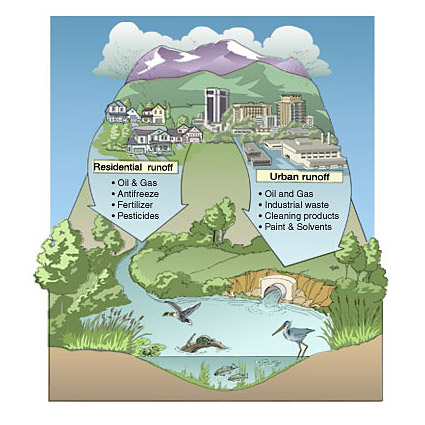 Residential runoff
• Oil & Gas
• Antifreeze
• Fertilizer
• Pesticides
Urban runoff
• Oil and Gas
• Industrial waste
• Cleaning products
• Paint & Solvents